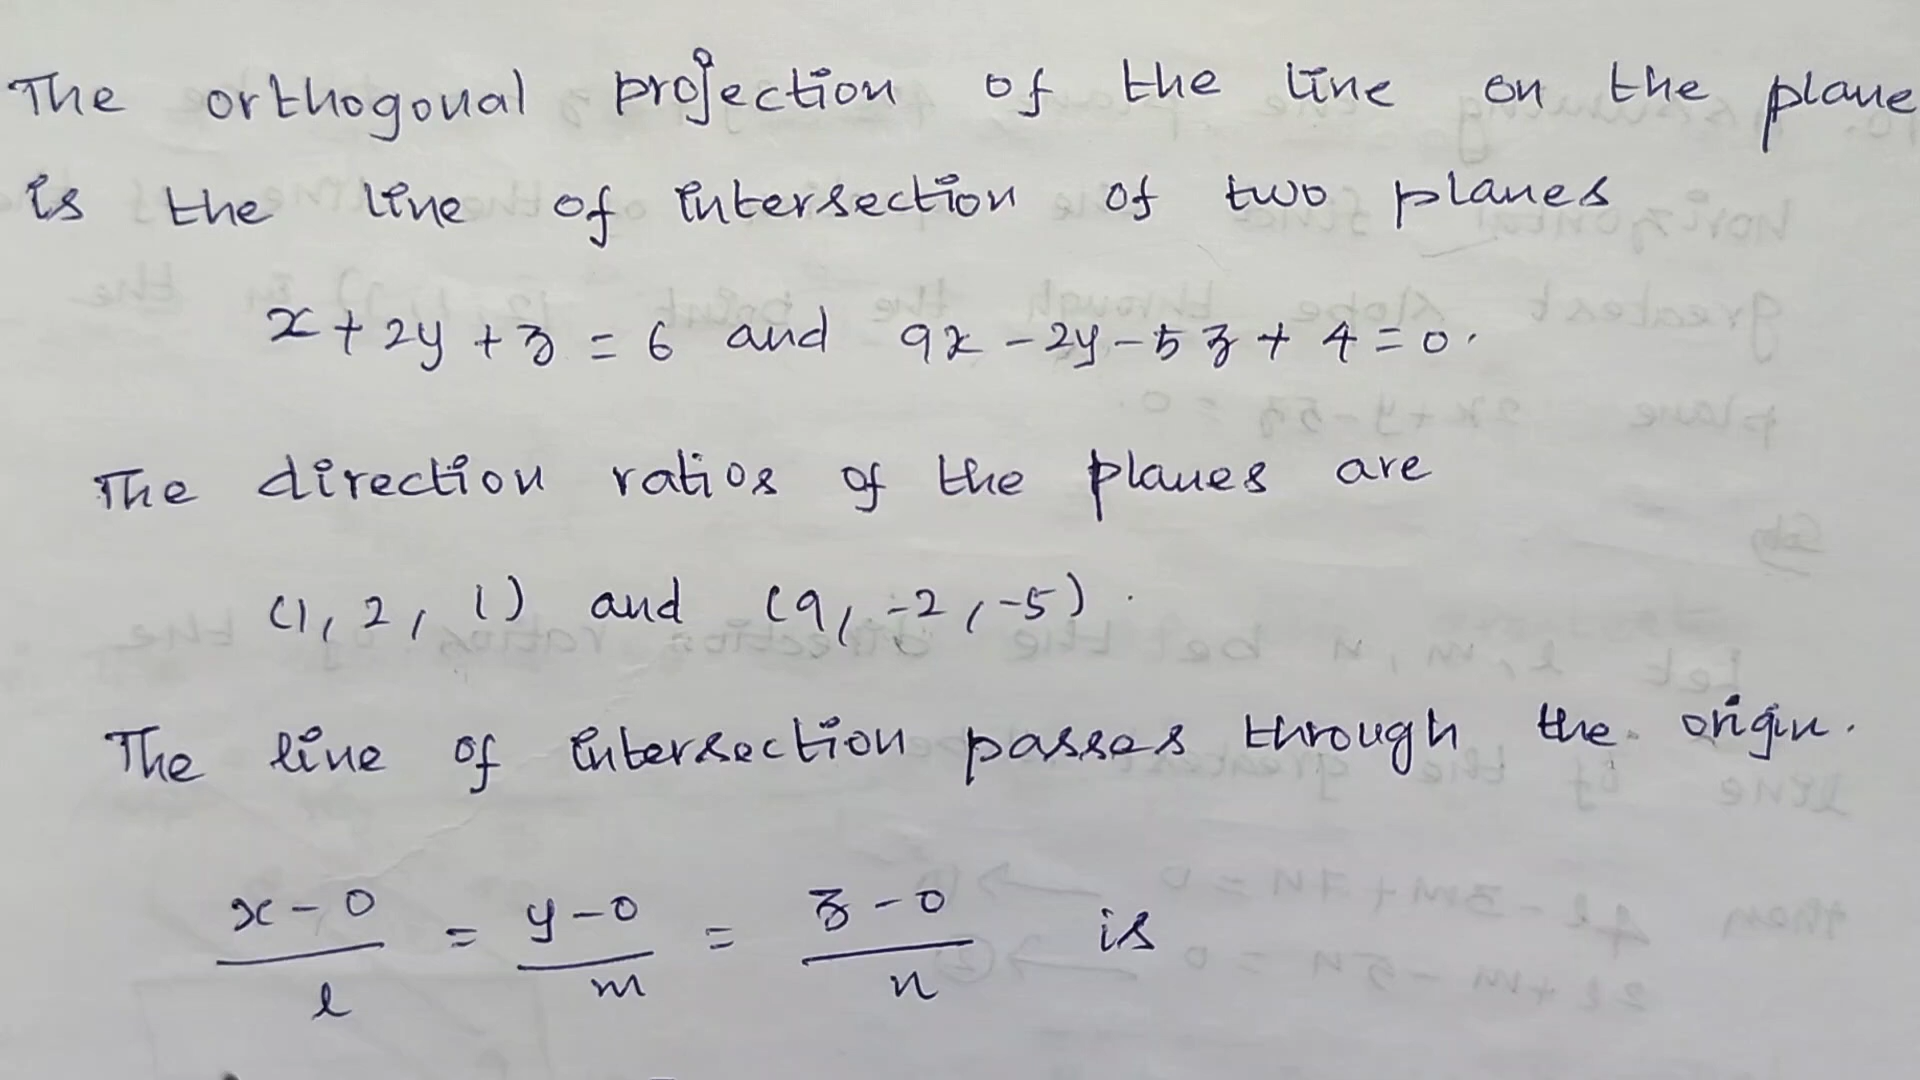 The orthogonal projection of the line on the plane
is the line of intersection of two planes
x + 2y + z = 6 and 9x - 2y - 5z + 4 = 0.
The direction ratios of the planes are
(1, 2, 1) and (9, -2, -5).
The line of intersection passes through the origin.
x - 0 / l = y - 0 / m = z - 0 / n is